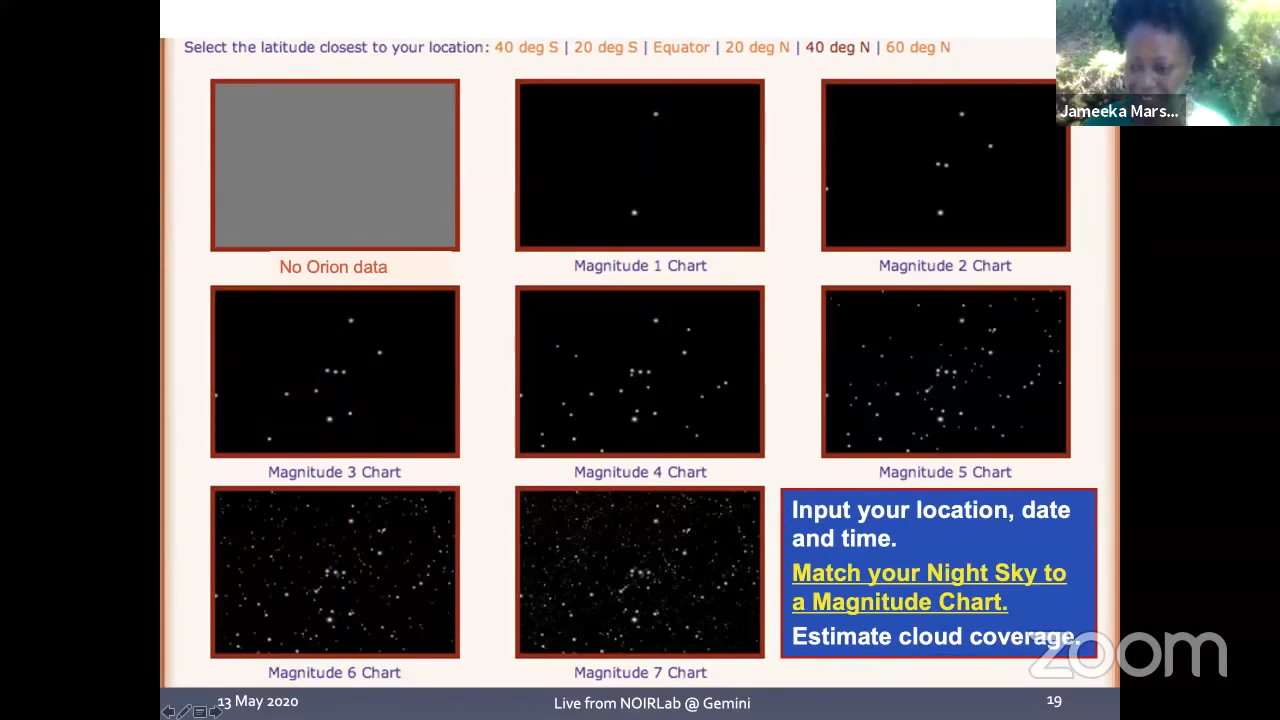 Select the latitude closest to your location: 40 deg S | 20 deg S | Equator | 20 deg N | 40 deg N | 60 deg N
Jameeka Mars...
No Orion data
Magnitude 1 Chart
Magnitude 2 Chart
Magnitude 3 Chart
Magnitude 4 Chart
Magnitude 5 Chart
Magnitude 6 Chart
Magnitude 7 Chart
Input your location, date
and time.
Match your Night Sky to
a Magnitude Chart.
Estimate cloud coverage.
zoom
13 May 2020
Live from NOIRLab @ Gemini
19